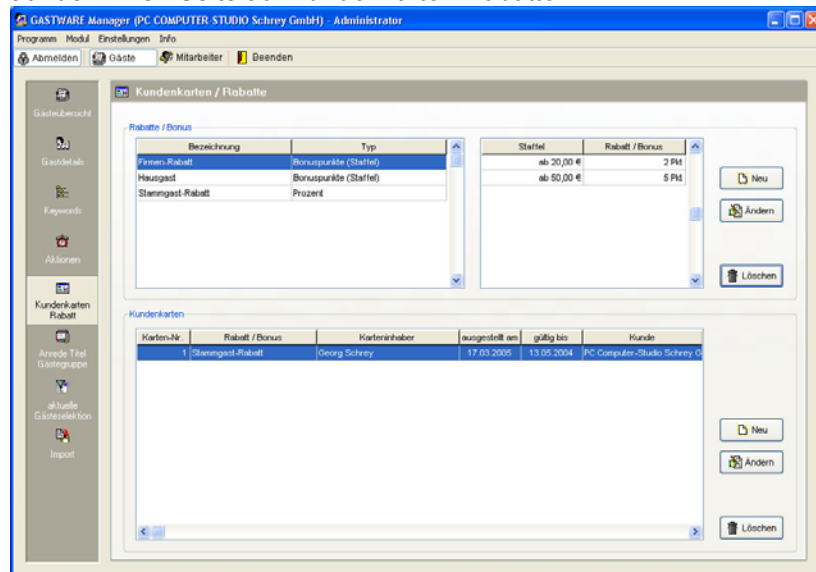 GASTWARE Manager (PC COMPUTER-STUDIO Schrey GmbH) - Administrator
Programm Modul Einstellungen Info
Abmelden Gäste Mitarbeiter Beenden
Kundenkarten / Rabatte
Gästeübersicht
Gastdetails
Keywords
Aktionen
Kundenkarten
Rabatt
Anrede Titel
Gästegruppe
aktuelle
Gästeselektion
Import
Rabatte / Bonus
Bezeichnung Typ
Firmen-Rabatt Bonuspunkte (Staffel)
Hausgast Bonuspunkte (Staffel)
Stammgast-Rabatt Prozent
Staffel Rabatt / Bonus
ab 20,00 € 2 Pkt
ab 50,00 € 5 Pkt
Neu
Ändern
Löschen
Kundenkarten
Karten-Nr. Rabatt / Bonus Karteninhaber ausgestellt am gültig bis Kunde
1 Stammgast-Rabatt Georg Schrey 17.03.2005 13.05.2004 PC Computer-Studio Schrey G
Neu
Ändern
Löschen